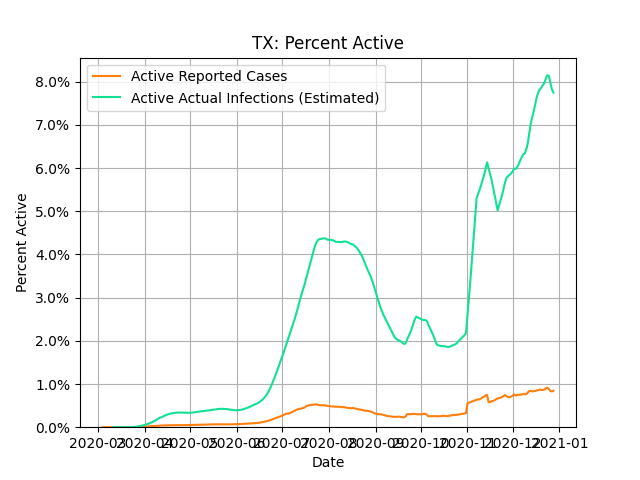 TX: Percent Active
Active Reported Cases
Active Actual Infections (Estimated)
8.0%
7.0%
6.0%
5.0%
4.0%
3.0%
2.0%
1.0%
0.0%
Percent Active
2020-03 2020-04 2020-05 2020-06 2020-07 2020-08 2020-09 2020-10 2020-11 2020-12 2021-01
Date